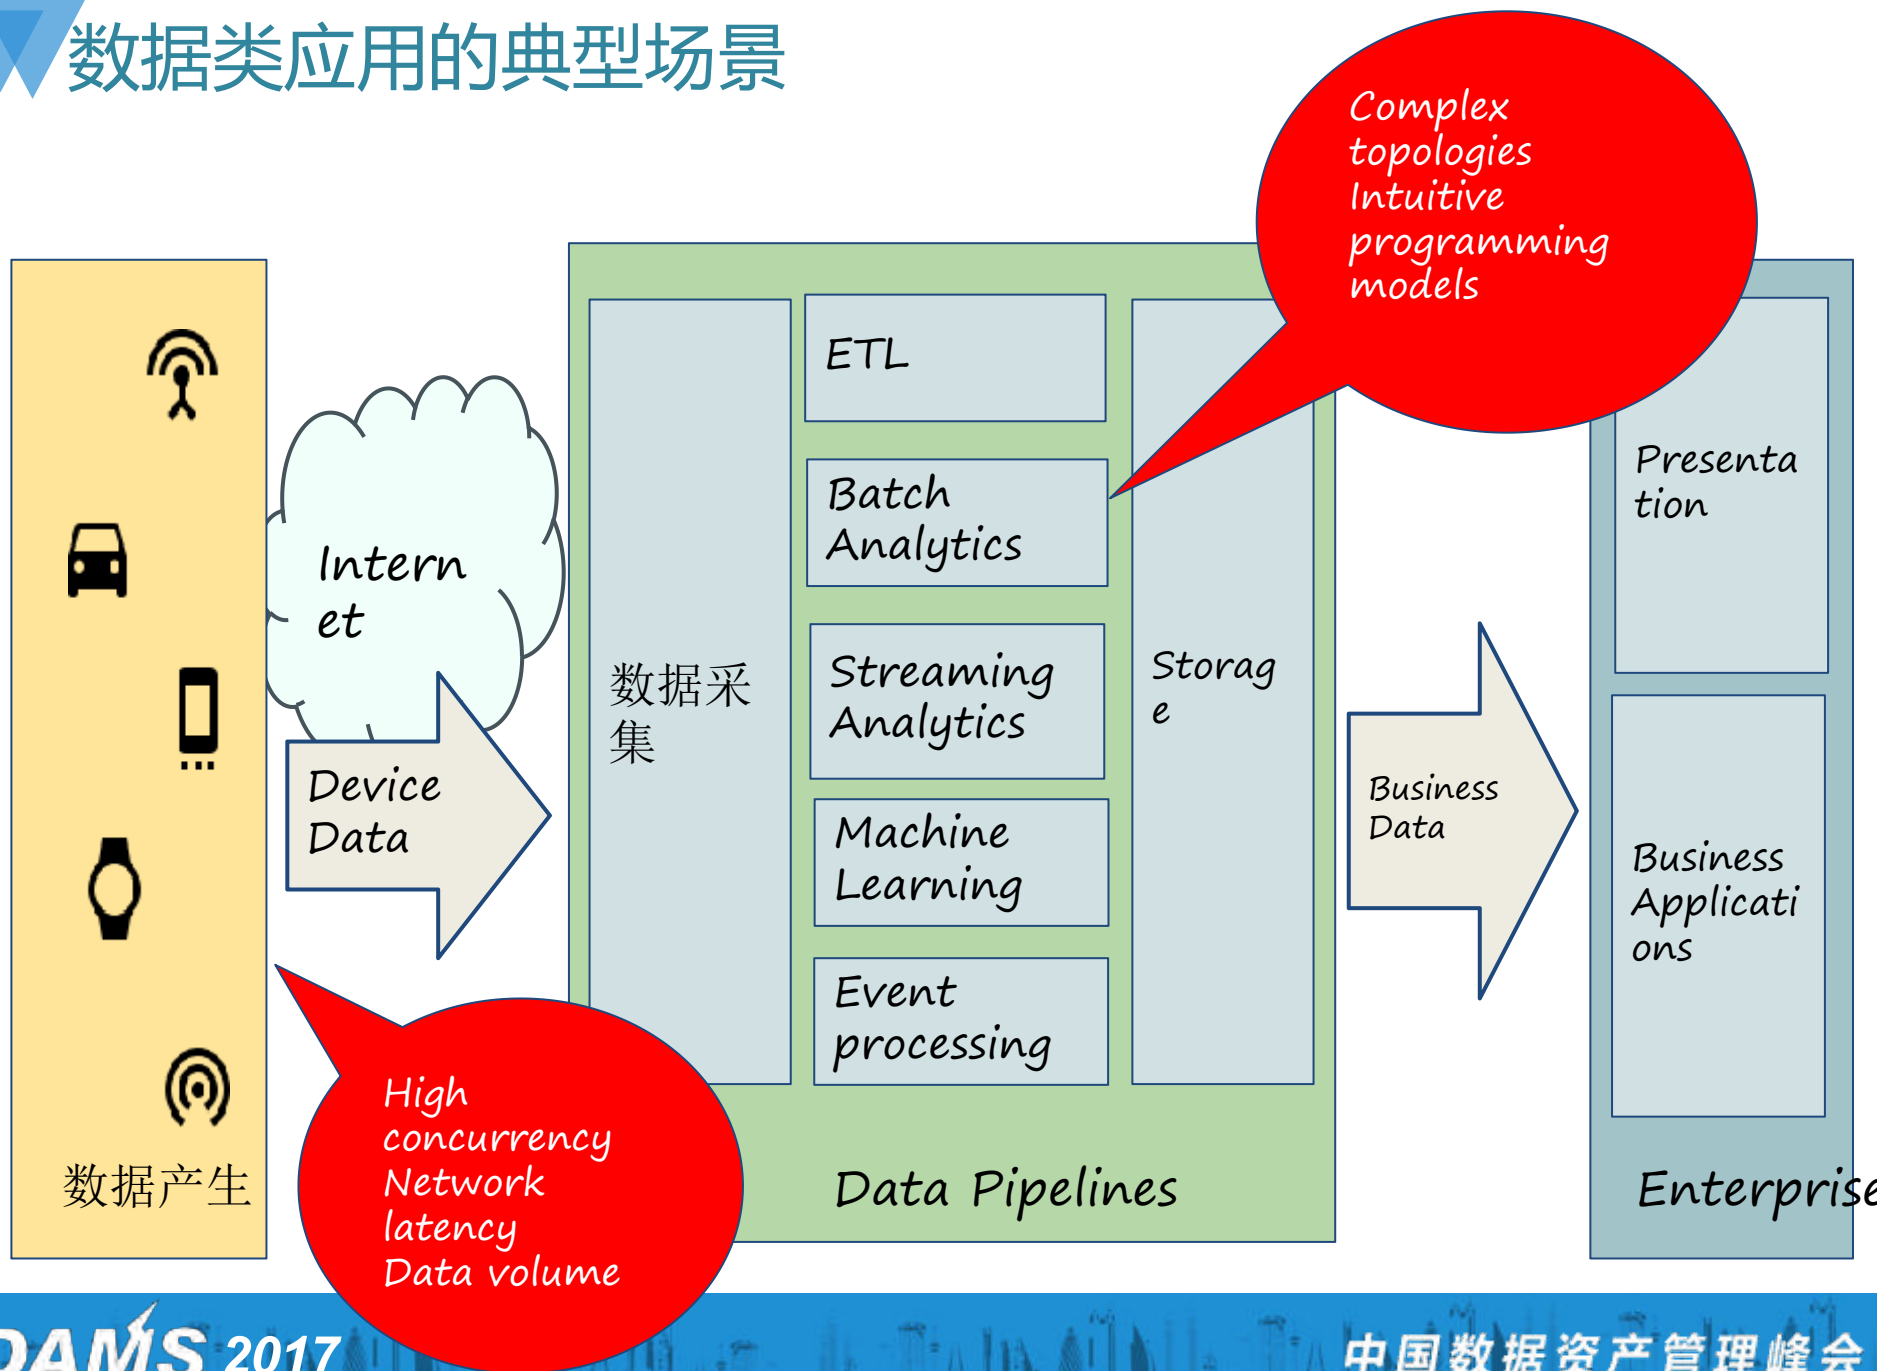 数据类应用的典型场景
Complex
topologies
Intuitive
programming
models
Intern
et
Device
Data
数据产生
High
concurrency
Network
latency
Data volume
数据采
集
ETL
Batch
Analytics
Streaming
Analytics
Machine
Learning
Event
processing
Storag
e
Data Pipelines
Business
Data
Presenta
tion
Business
Applicati
ons
Enterprise
DAMS 2017
中国数据资产管理峰会